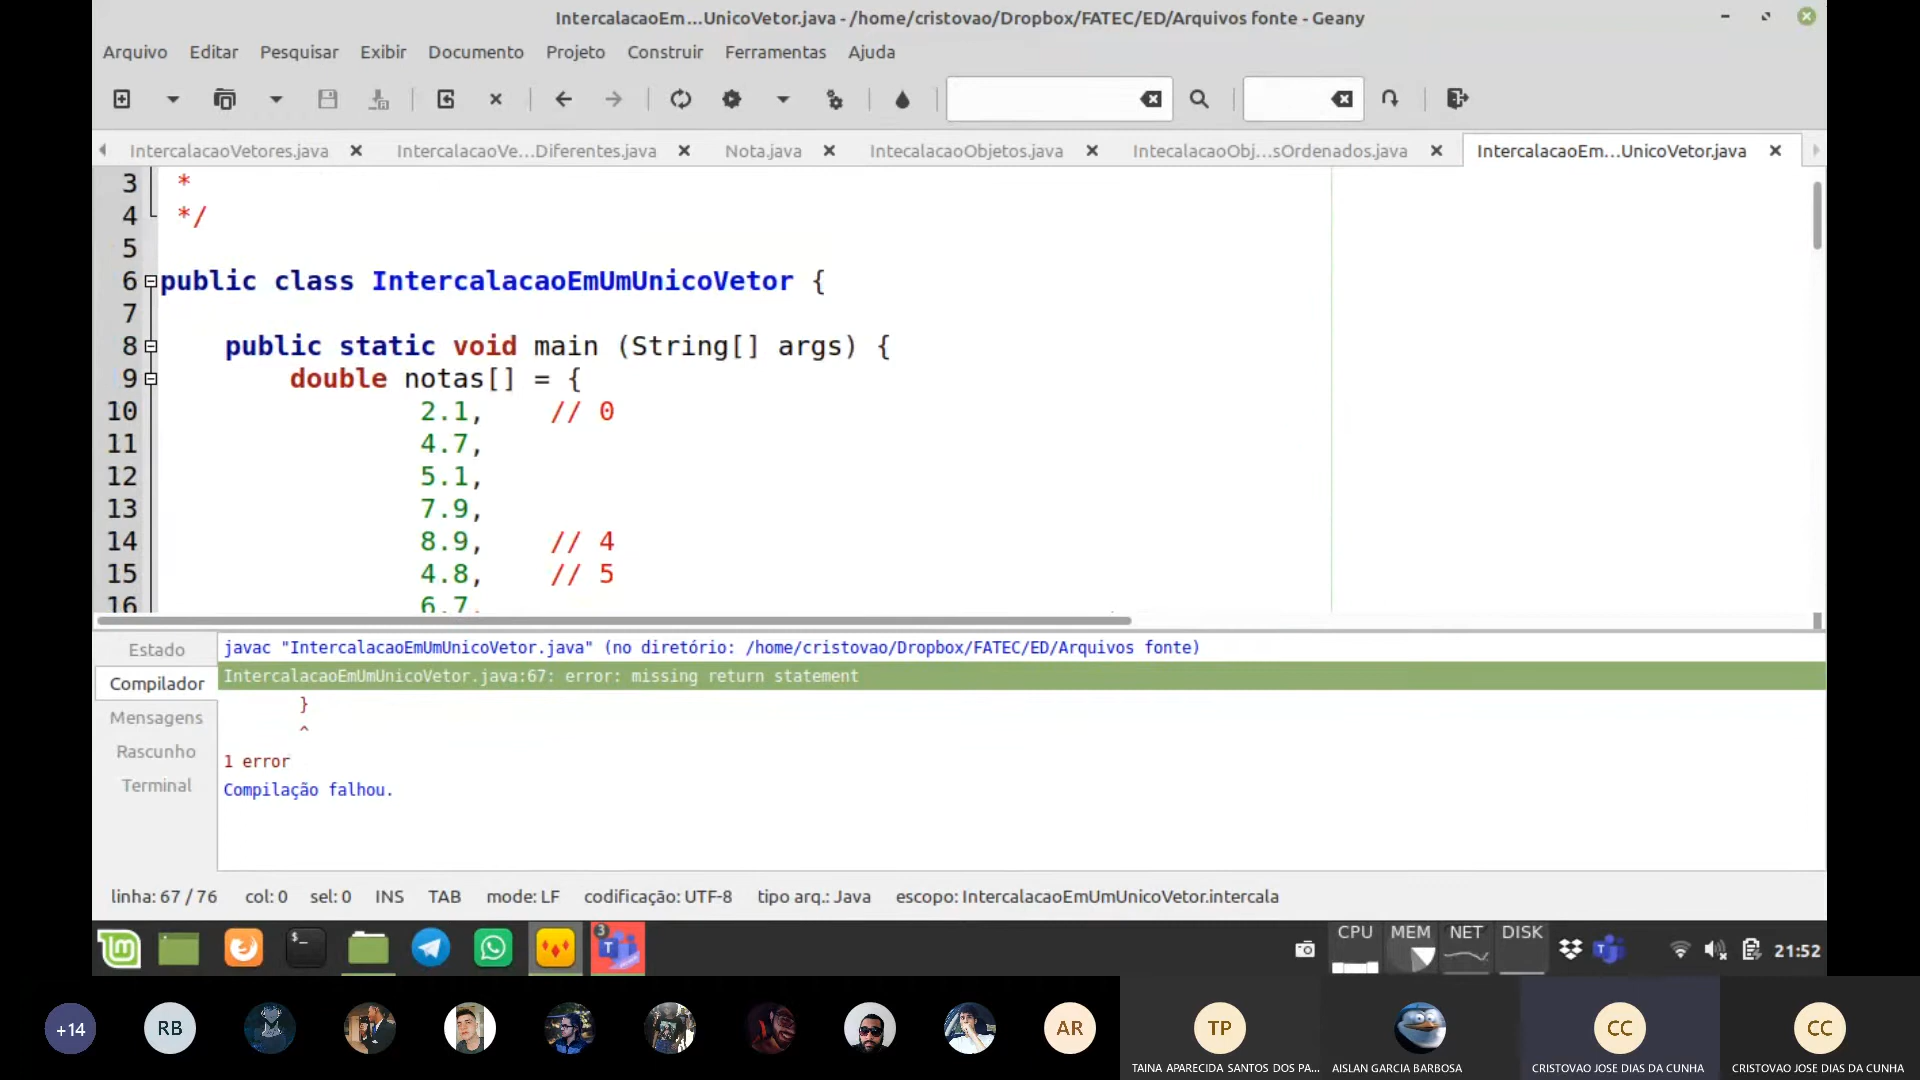 IntercalacaoEm...UnicoVetor.java - /home/cristovao/Dropbox/FATEC/ED/Arquivos fonte - Geany
Arquivo Editar Pesquisar Exibir Documento Projeto Construir Ferramentas Ajuda
IntercalacaoVetores.java IntercalacaoVe...Diferentes.java Nota.java IntecalacaoObjetos.java IntecalacaoObj...sOrdenados.java IntercalacaoEm...UnicoVetor.java
3 *
4 */
5
6 public class IntercalacaoEmUmUnicoVetor {
7
8 public static void main (String[] args) {
9 double notas[] = {
10 2.1, // 0
11 4.7,
12 5.1,
13 7.9,
14 8.9, // 4
15 4.8, // 5
16 6.7,
Estado
Compilador
Mensagens
Rascunho
Terminal
javac "IntercalacaoEmUmUnicoVetor.java" (no diretório: /home/cristovao/Dropbox/FATEC/ED/Arquivos fonte)
IntercalacaoEmUmUnicoVetor.java:67: error: missing return statement
}
^
1 error
Compilação falhou.
linha: 67 / 76 col: 0 sel: 0 INS TAB mode: LF codificação: UTF-8 tipo arq.: Java escopo: IntercalacaoEmUmUnicoVetor.intercala
$_ 3 T CPU MEM NET DISK 21:52
+14 RB AR TP CC CC
TAINA APARECIDA SANTOS DOS PA... AISLAN GARCIA BARBOSA CRISTOVAO JOSE DIAS DA CUNHA CRISTOVAO JOSE DIAS DA CUNHA